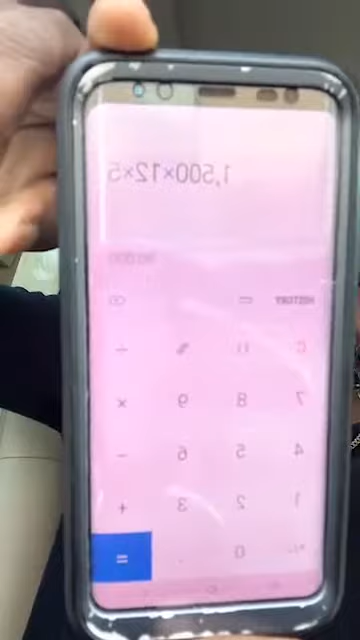 1,500×12×5
90,000
HISTORY
C () % ÷
7 8 9 ×
4 5 6 −
1 2 3 +
+/- 0 . =